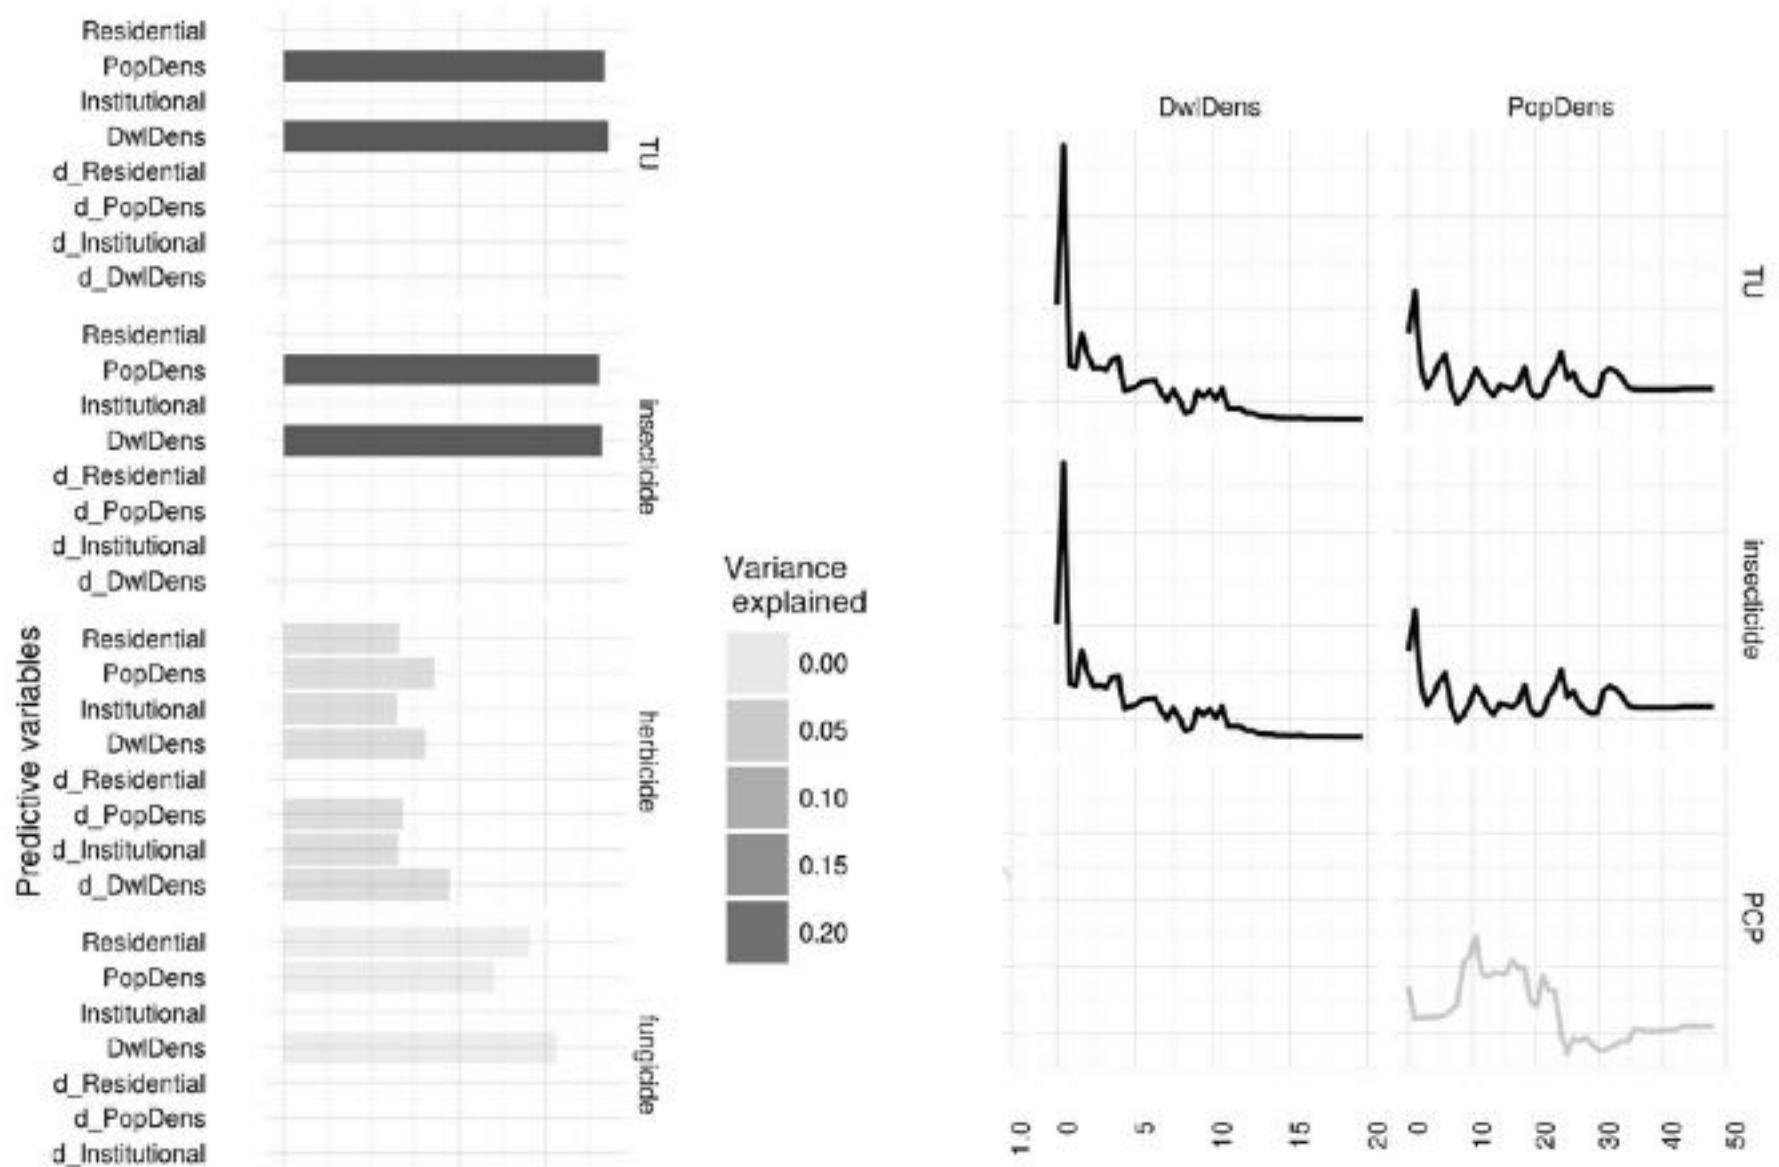 Residential
PopDens
Institutional
DwlDens
d_Residential
d_PopDens
d_Institutional
d_DwlDens
TU
Residential
PopDens
Institutional
DwlDens
d_Residential
d_PopDens
d_Institutional
d_DwlDens
insecticide
Residential
PopDens
Institutional
DwlDens
d_Residential
d_PopDens
d_Institutional
d_DwlDens
herbicide
Residential
PopDens
Institutional
DwlDens
d_Residential
d_PopDens
d_Institutional
fungicide
Predictive variables
Variance
explained
0.00
0.05
0.10
0.15
0.20
DwlDens PopDens
TU
insecticide
PCP
1.0 0 5 10 15 20 0 10 20 30 40 50